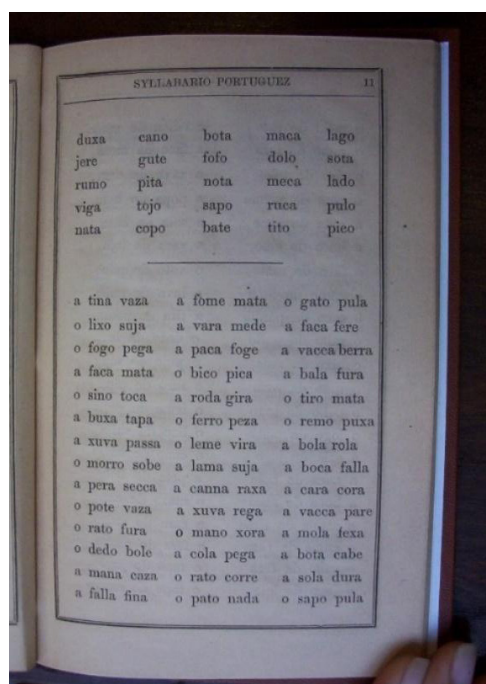 SYLLABARIO PORTUGUEZ 11
duxa cano bota maca lago
jere gute fofo dolo sota
rumo pita nota meca lado
viga tojo sapo ruca pulo
nata copo bate tito pico
a tina vaza a fome mata o gato pula
o lixo suja a vara mede a faca fere
o fogo pega a paca foge a vacca berra
a faca mata o bico pica a bala fura
o sino toca a roda gira o tiro mata
a buxa tapa o ferro peza o remo puxa
a xuva passa o leme vira a bola rola
o morro sobe a lama suja a boca falla
a pera secca a canna raxa a cara cora
o pote vaza a xuva rega a vacca pare
o rato fura o mano xora a mola fexa
o dedo bole a cola pega a bota cabe
a mana caza o rato corre a sola dura
a falla fina o pato nada o sapo pula